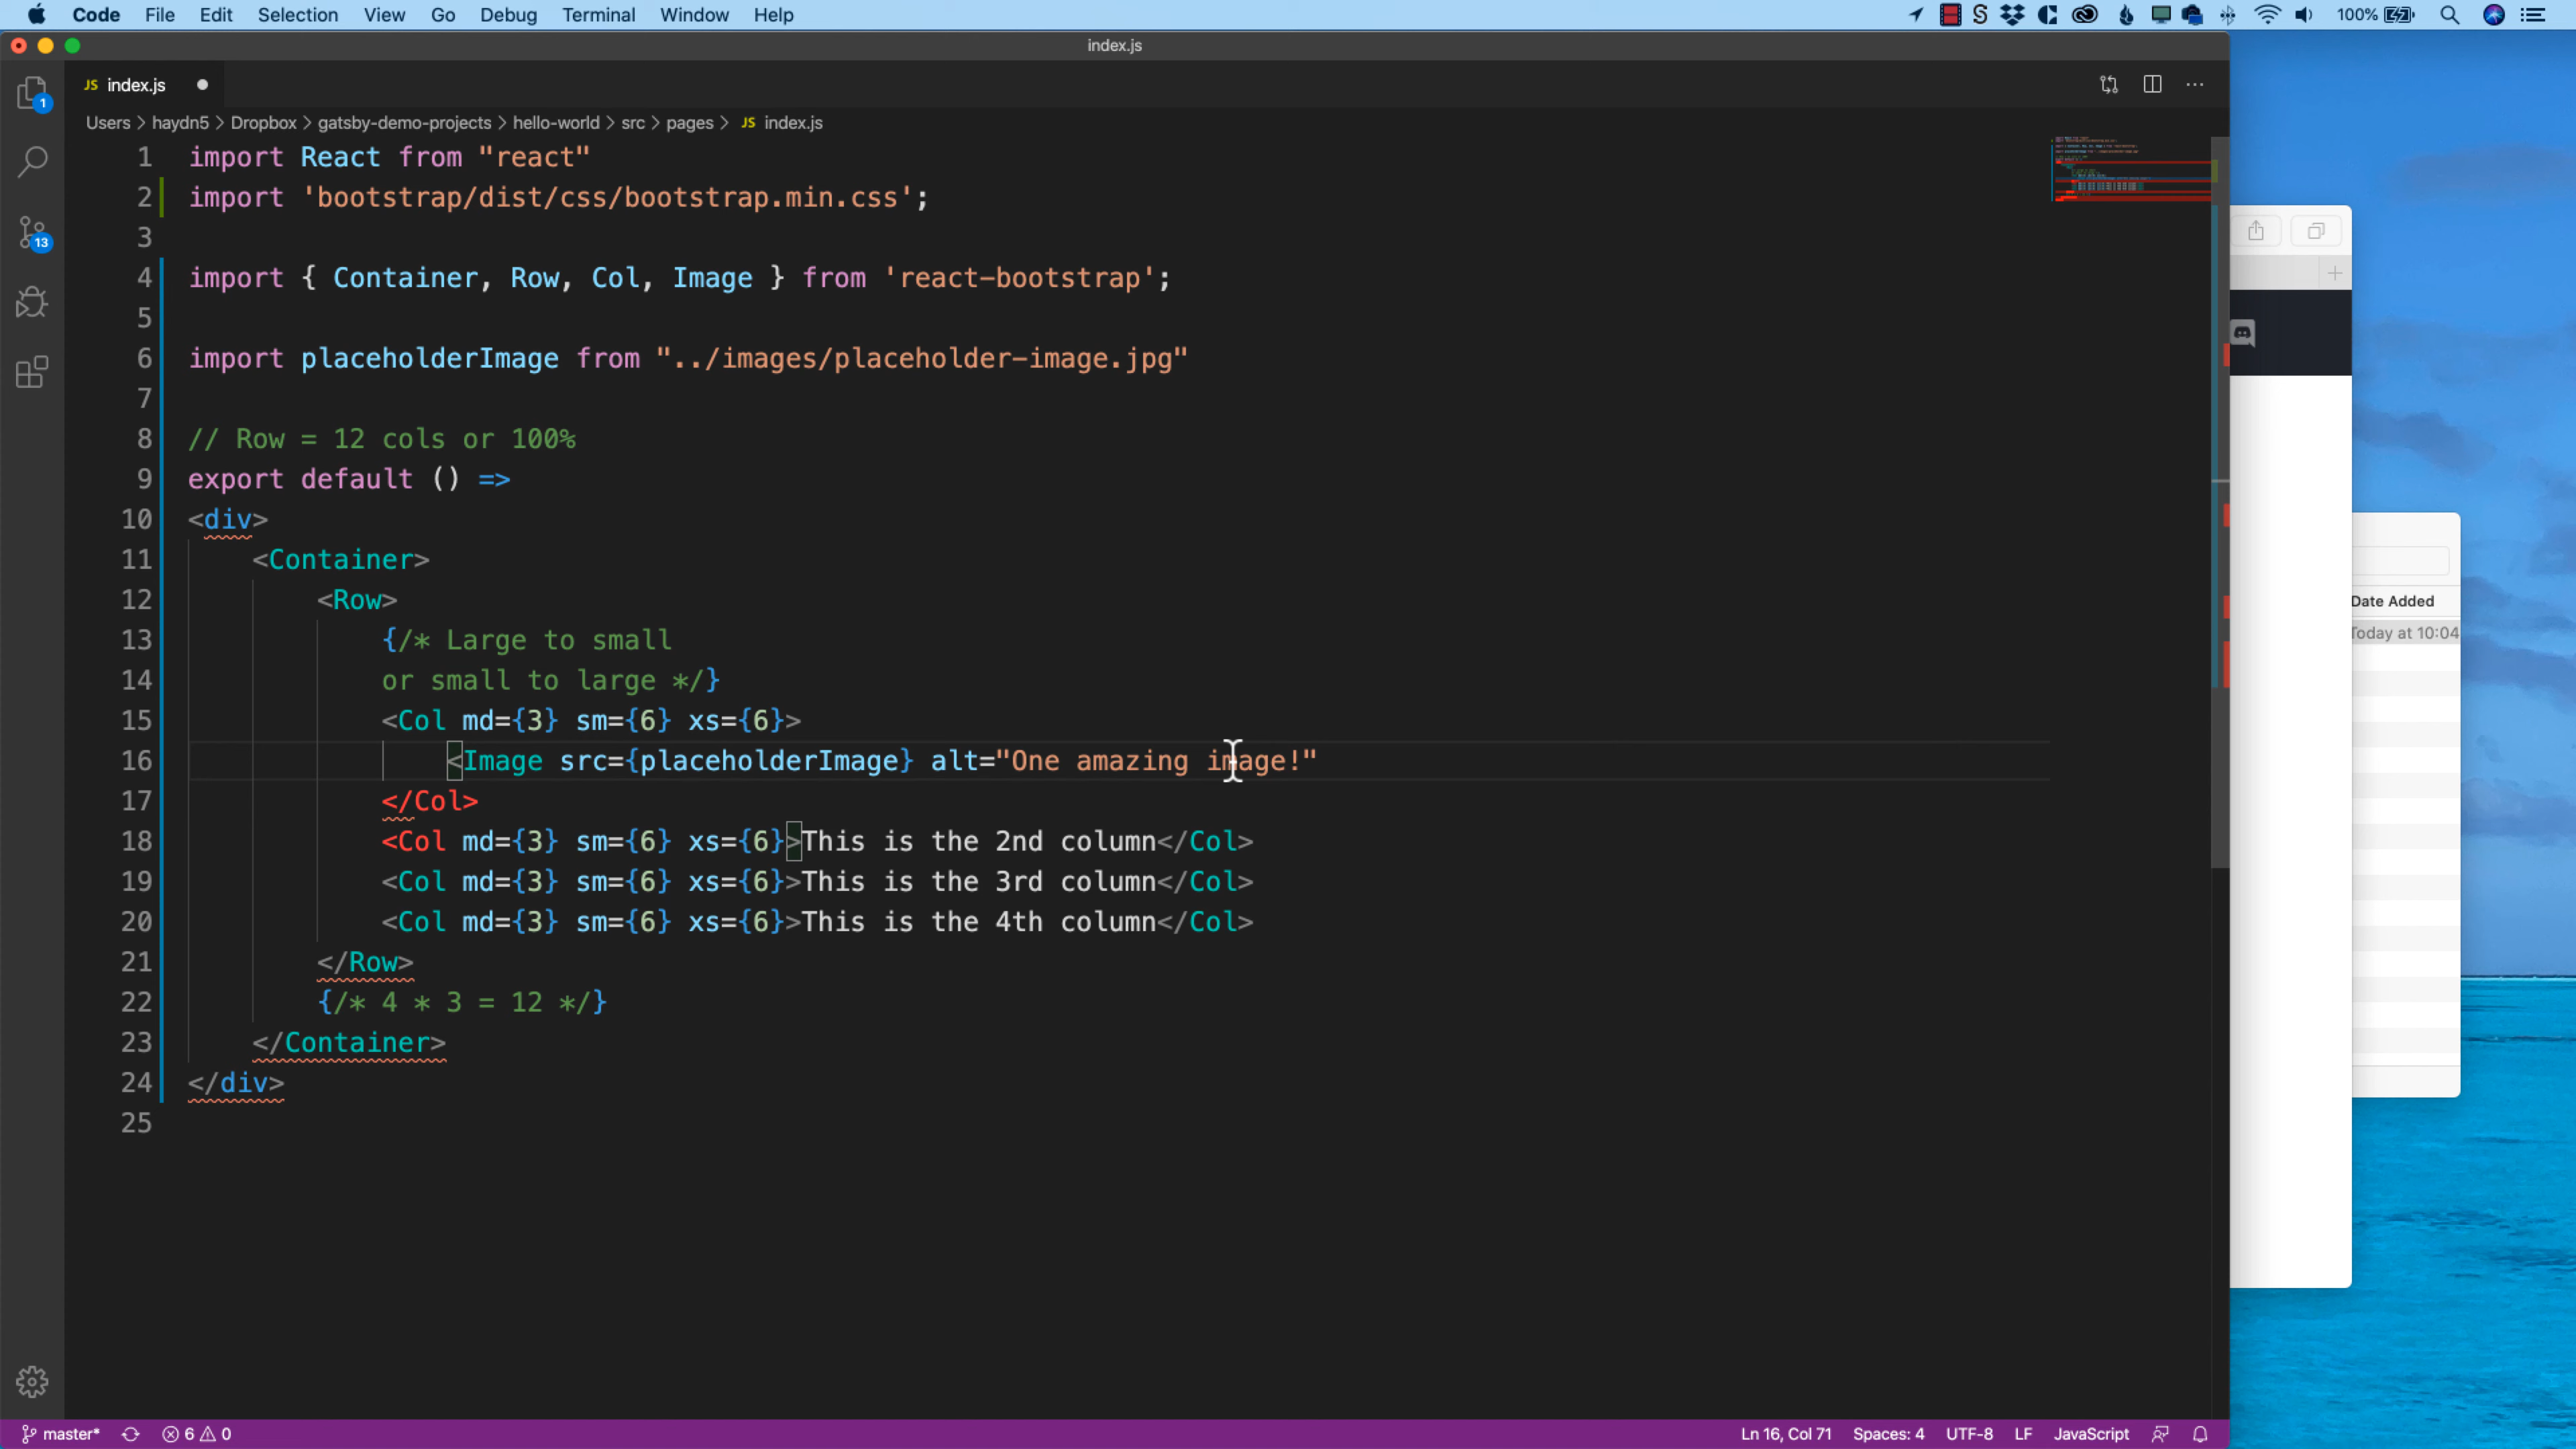 Code File Edit Selection View Go Debug Terminal Window Help 100%
index.js
JS index.js
Users > haydn5 > Dropbox > gatsby-demo-projects > hello-world > src > pages > JS index.js
1 import React from "react"
2 import 'bootstrap/dist/css/bootstrap.min.css';
3
4 import { Container, Row, Col, Image } from 'react-bootstrap';
5
6 import placeholderImage from "../images/placeholder-image.jpg"
7
8 // Row = 12 cols or 100%
9 export default () =>
10 <div>
11 <Container>
12 <Row>
13 {/* Large to small
14 or small to large */}
15 <Col md={3} sm={6} xs={6}>
16 <Image src={placeholderImage} alt="One amazing image!"
17 </Col>
18 <Col md={3} sm={6} xs={6}>This is the 2nd column</Col>
19 <Col md={3} sm={6} xs={6}>This is the 3rd column</Col>
20 <Col md={3} sm={6} xs={6}>This is the 4th column</Col>
21 </Row>
22 {/* 4 * 3 = 12 */}
23 </Container>
24 </div>
25
1
13
Date Added
Today at 10:04
master* 6 0 Ln 16, Col 71 Spaces: 4 UTF-8 LF JavaScript